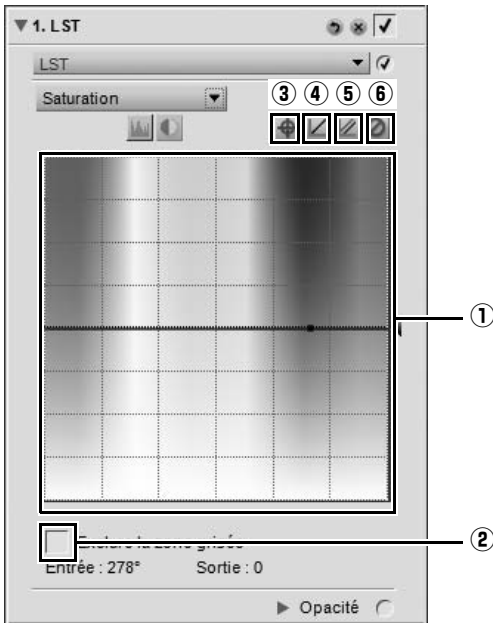 1. LST
LST
Saturation
③ ④ ⑤ ⑥
①
②
Entrée : 278° Sortie : 0
Opacité